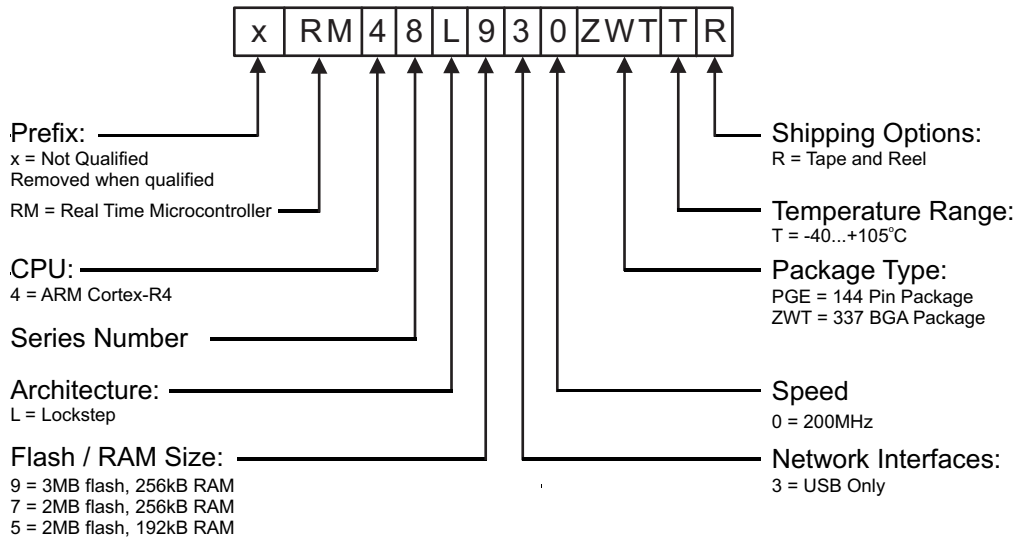 x RM 4 8 L 9 3 0 ZWT T R
Prefix:
x = Not Qualified
Removed when qualified
RM = Real Time Microcontroller
CPU:
4 = ARM Cortex-R4
Series Number
Architecture:
L = Lockstep
Flash / RAM Size:
9 = 3MB flash, 256kB RAM
7 = 2MB flash, 256kB RAM
5 = 2MB flash, 192kB RAM
Shipping Options:
R = Tape and Reel
Temperature Range:
T = -40...+105°C
Package Type:
PGE = 144 Pin Package
ZWT = 337 BGA Package
Speed
0 = 200MHz
Network Interfaces:
3 = USB Only